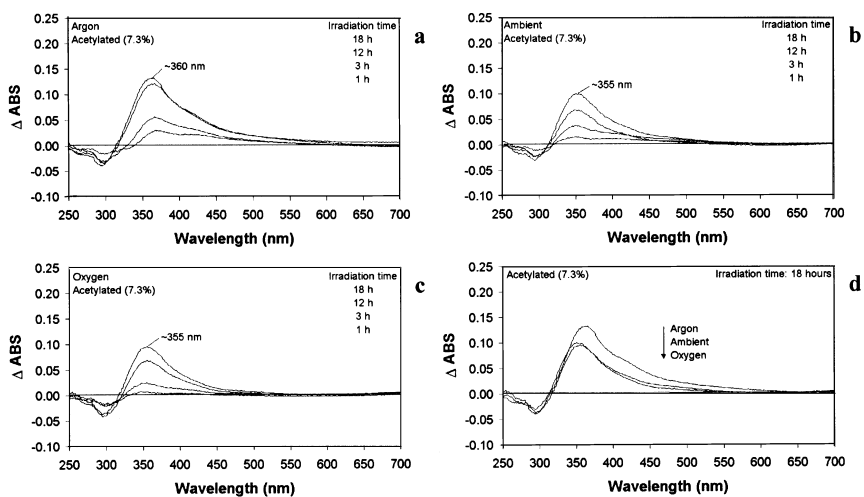 a
Argon
Acetylated (7.3%)
Irradiation time
18 h
12 h
3 h
1 h
~360 nm
Δ ABS
0.25
0.20
0.15
0.10
0.05
0.00
-0.05
-0.10
250 300 350 400 450 500 550 600 650 700
Wavelength (nm)
b
Ambient
Acetylated (7.3%)
Irradiation time
18 h
12 h
3 h
1 h
~355 nm
Δ ABS
0.25
0.20
0.15
0.10
0.05
0.00
-0.05
-0.10
250 300 350 400 450 500 550 600 650 700
Wavelength (nm)
c
Oxygen
Acetylated (7.3%)
Irradiation time
18 h
12 h
3 h
1 h
~355 nm
Δ ABS
0.25
0.20
0.15
0.10
0.05
0.00
-0.05
-0.10
250 300 350 400 450 500 550 600 650 700
Wavelength (nm)
d
Acetylated (7.3%)
Irradiation time: 18 hours
Argon
Ambient
Oxygen
Δ ABS
0.25
0.20
0.15
0.10
0.05
0.00
-0.05
-0.10
250 300 350 400 450 500 550 600 650 700
Wavelength (nm)